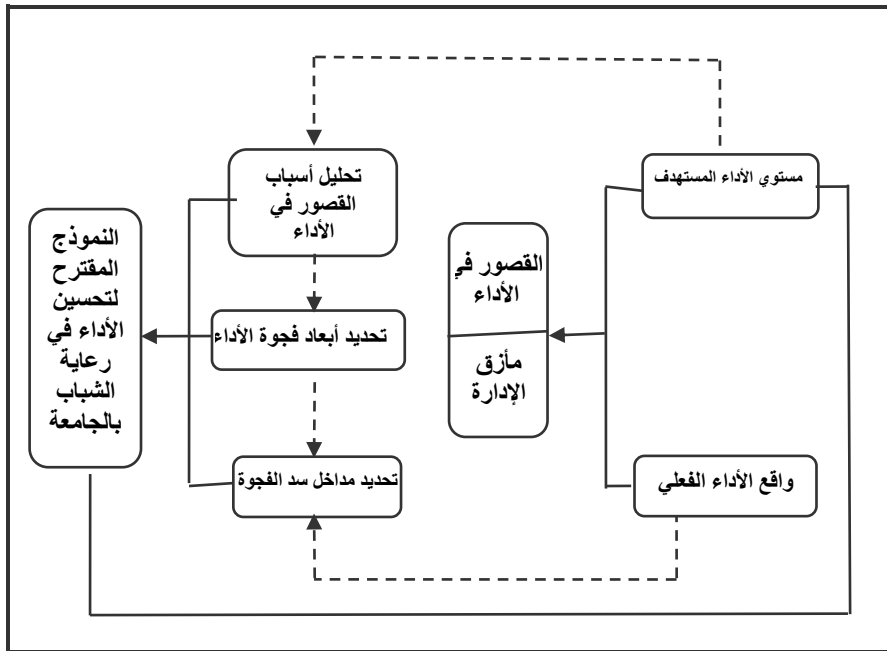 مستوي الأداء المستهدف
واقع الأداء الفعلي
القصور في
الأداء
مأزق
الإدارة
تحليل أسباب
القصور في
الأداء
تحديد أبعاد فجوة الأداء
تحديد مداخل سد الفجوة
النموذج
المقترح
لتحسين
الأداء في
رعاية
الشباب
بالجامعة